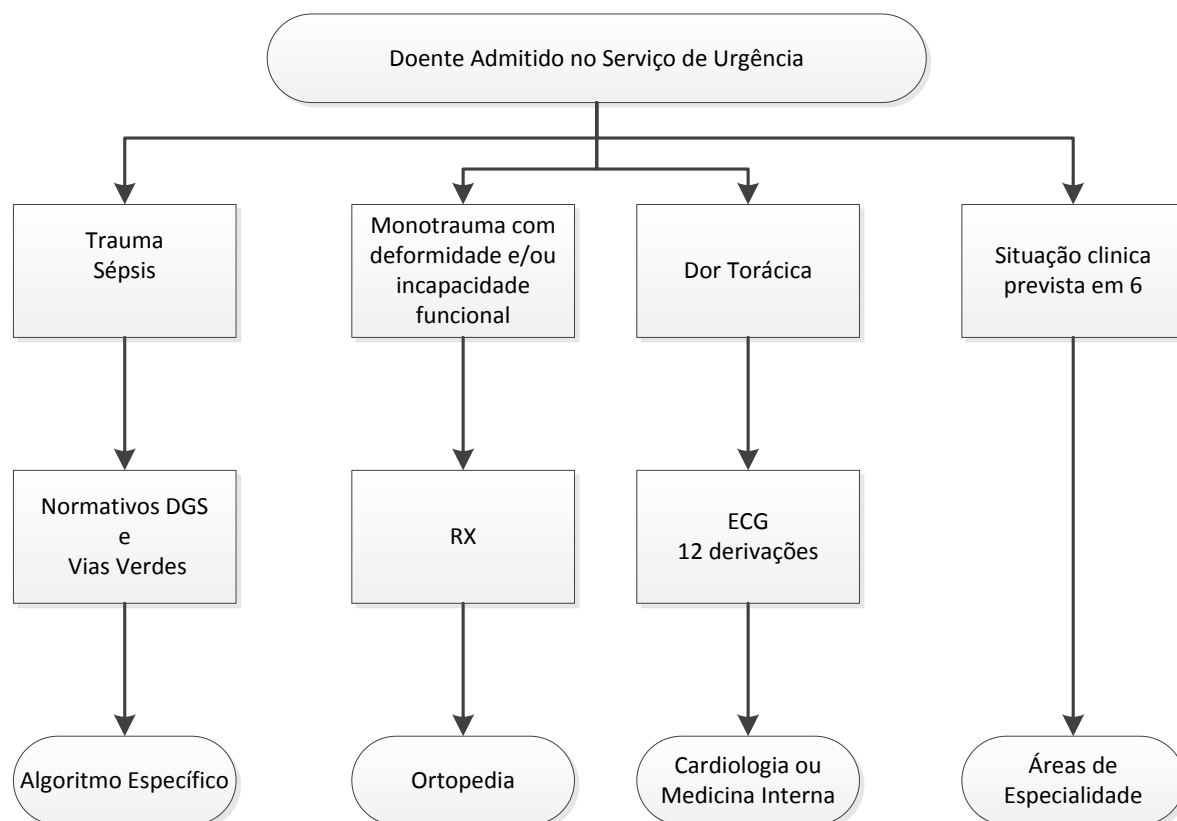 Doente Admitido no Serviço de Urgência
Trauma
Sépsis
Monotrauma com
deformidade e/ou
incapacidade
funcional
Dor Torácica
Situação clinica
prevista em 6
Normativos DGS
e
Vias Verdes
RX
ECG
12 derivações
Algoritmo Específico
Ortopedia
Cardiologia ou
Medicina Interna
Áreas de
Especialidade